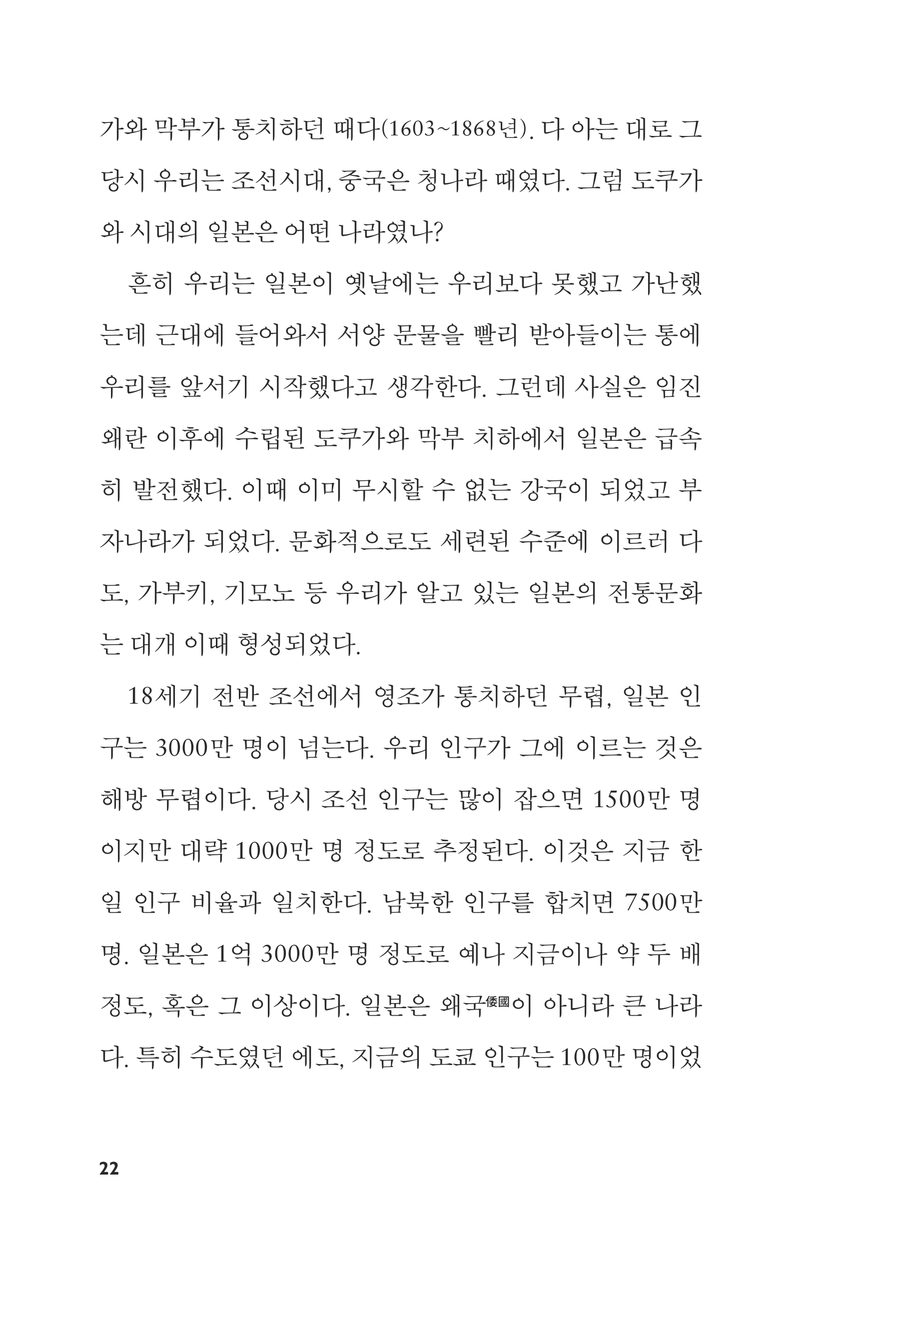 가와 막부가 통치하던 때다(1603~1868년). 다 아는 대로 그
당시 우리는 조선시대, 중국은 청나라 때였다. 그럼 도쿠가
와 시대의 일본은 어떤 나라였나?
흔히 우리는 일본이 옛날에는 우리보다 못했고 가난했
는데 근대에 들어와서 서양 문물을 빨리 받아들이는 통에
우리를 앞서기 시작했다고 생각한다. 그런데 사실은 임진
왜란 이후에 수립된 도쿠가와 막부 치하에서 일본은 급속
히 발전했다. 이때 이미 무시할 수 없는 강국이 되었고 부
자나라가 되었다. 문화적으로도 세련된 수준에 이르러 다
도, 가부키, 기모노 등 우리가 알고 있는 일본의 전통문화
는 대개 이때 형성되었다.
18세기 전반 조선에서 영조가 통치하던 무렵, 일본 인
구는 3000만 명이 넘는다. 우리 인구가 그에 이르는 것은
해방 무렵이다. 당시 조선 인구는 많이 잡으면 1500만 명
이지만 대략 1000만 명 정도로 추정된다. 이것은 지금 한
일 인구 비율과 일치한다. 남북한 인구를 합치면 7500만
명. 일본은 1억 3000만 명 정도로 예나 지금이나 약 두 배
정도, 혹은 그 이상이다. 일본은 왜국倭國이 아니라 큰 나라
다. 특히 수도였던 에도, 지금의 도쿄 인구는 100만 명이었
22